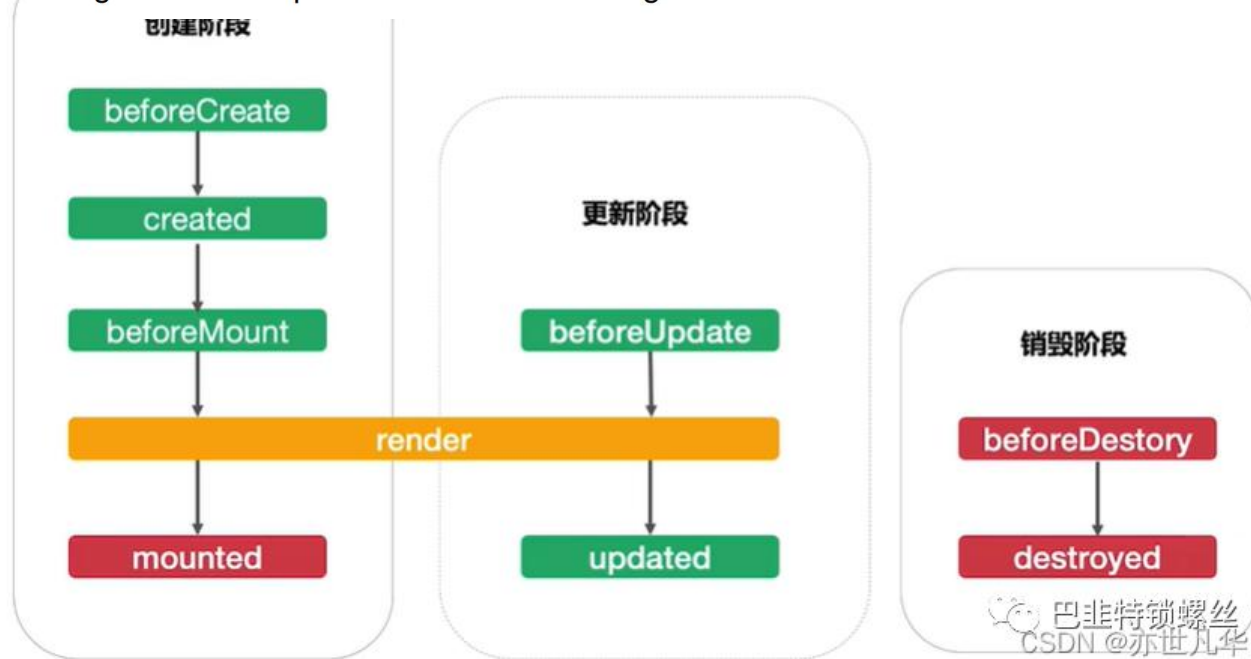 创建阶段
beforeCreate
created
beforeMount
render
mounted
更新阶段
beforeUpdate
updated
销毁阶段
beforeDestory
destroyed
巴韭特锁螺丝
CSDN @亦世凡华